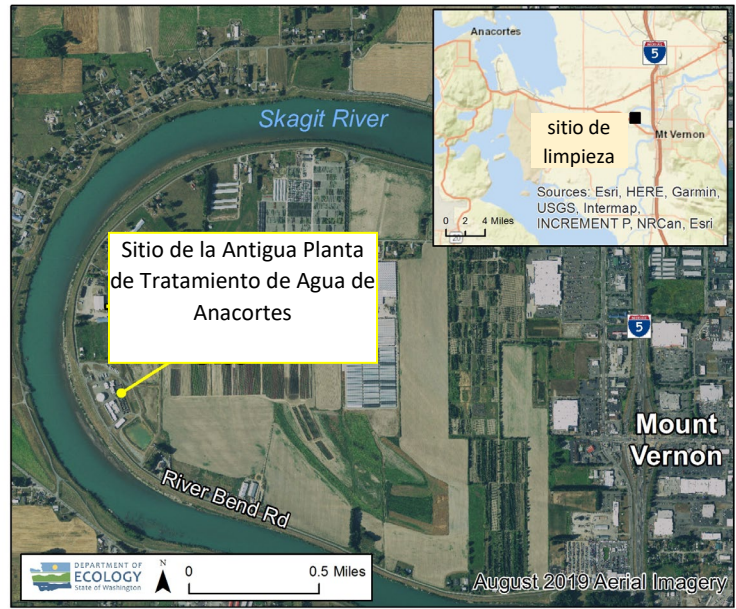 Anacortes
5
sitio de
limpieza
Mt Vernon
Sources: Esri, HERE, Garmin,
USGS, Intermap,
INCREMENT P, NRCan, Esri
0 2 4 Miles
20
Skagit River
Sitio de la Antigua Planta
de Tratamiento de Agua de
Anacortes
5
Mount
Vernon
River Bend Rd
DEPARTMENT OF
ECOLOGY
State of Washington
N
0 0.5 Miles
August 2019 Aerial Imagery